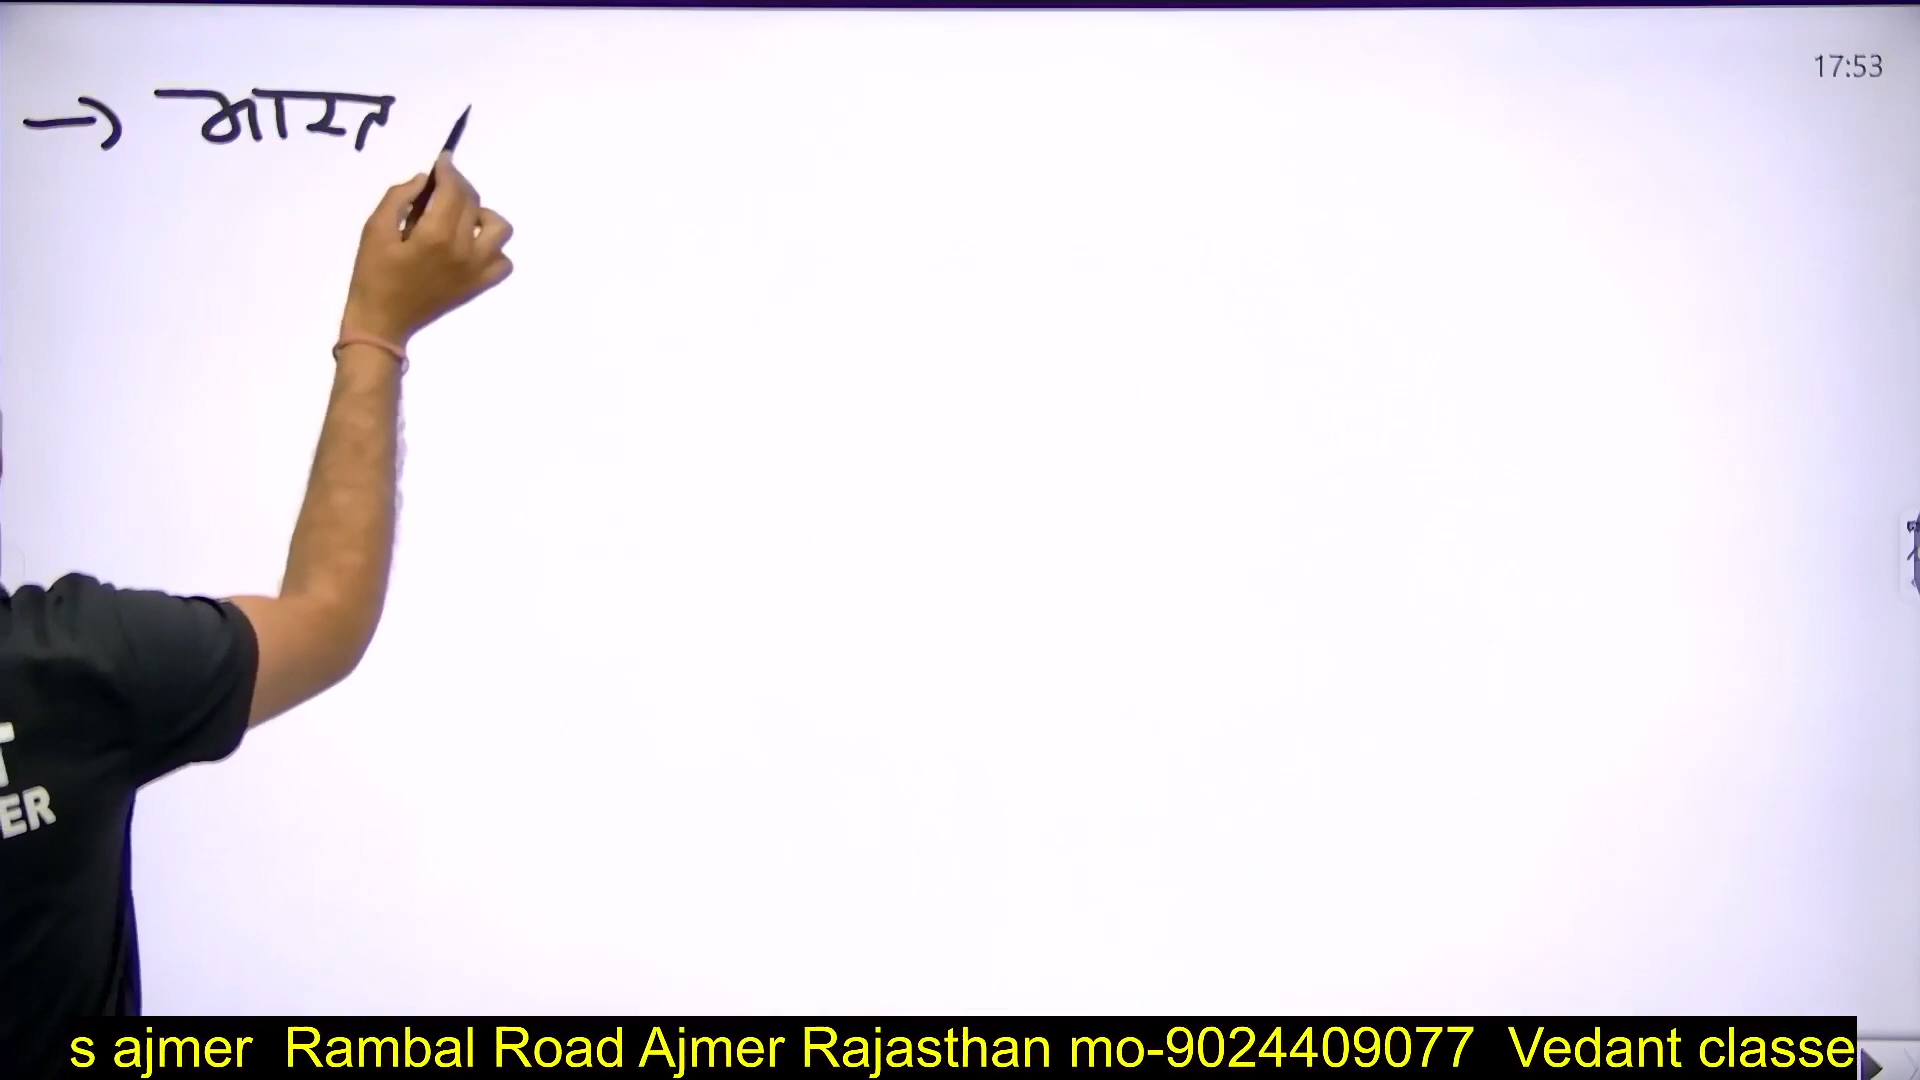 17:53
→ भारत
T
ER
s ajmer Rambal Road Ajmer Rajasthan mo-9024409077 Vedant classe